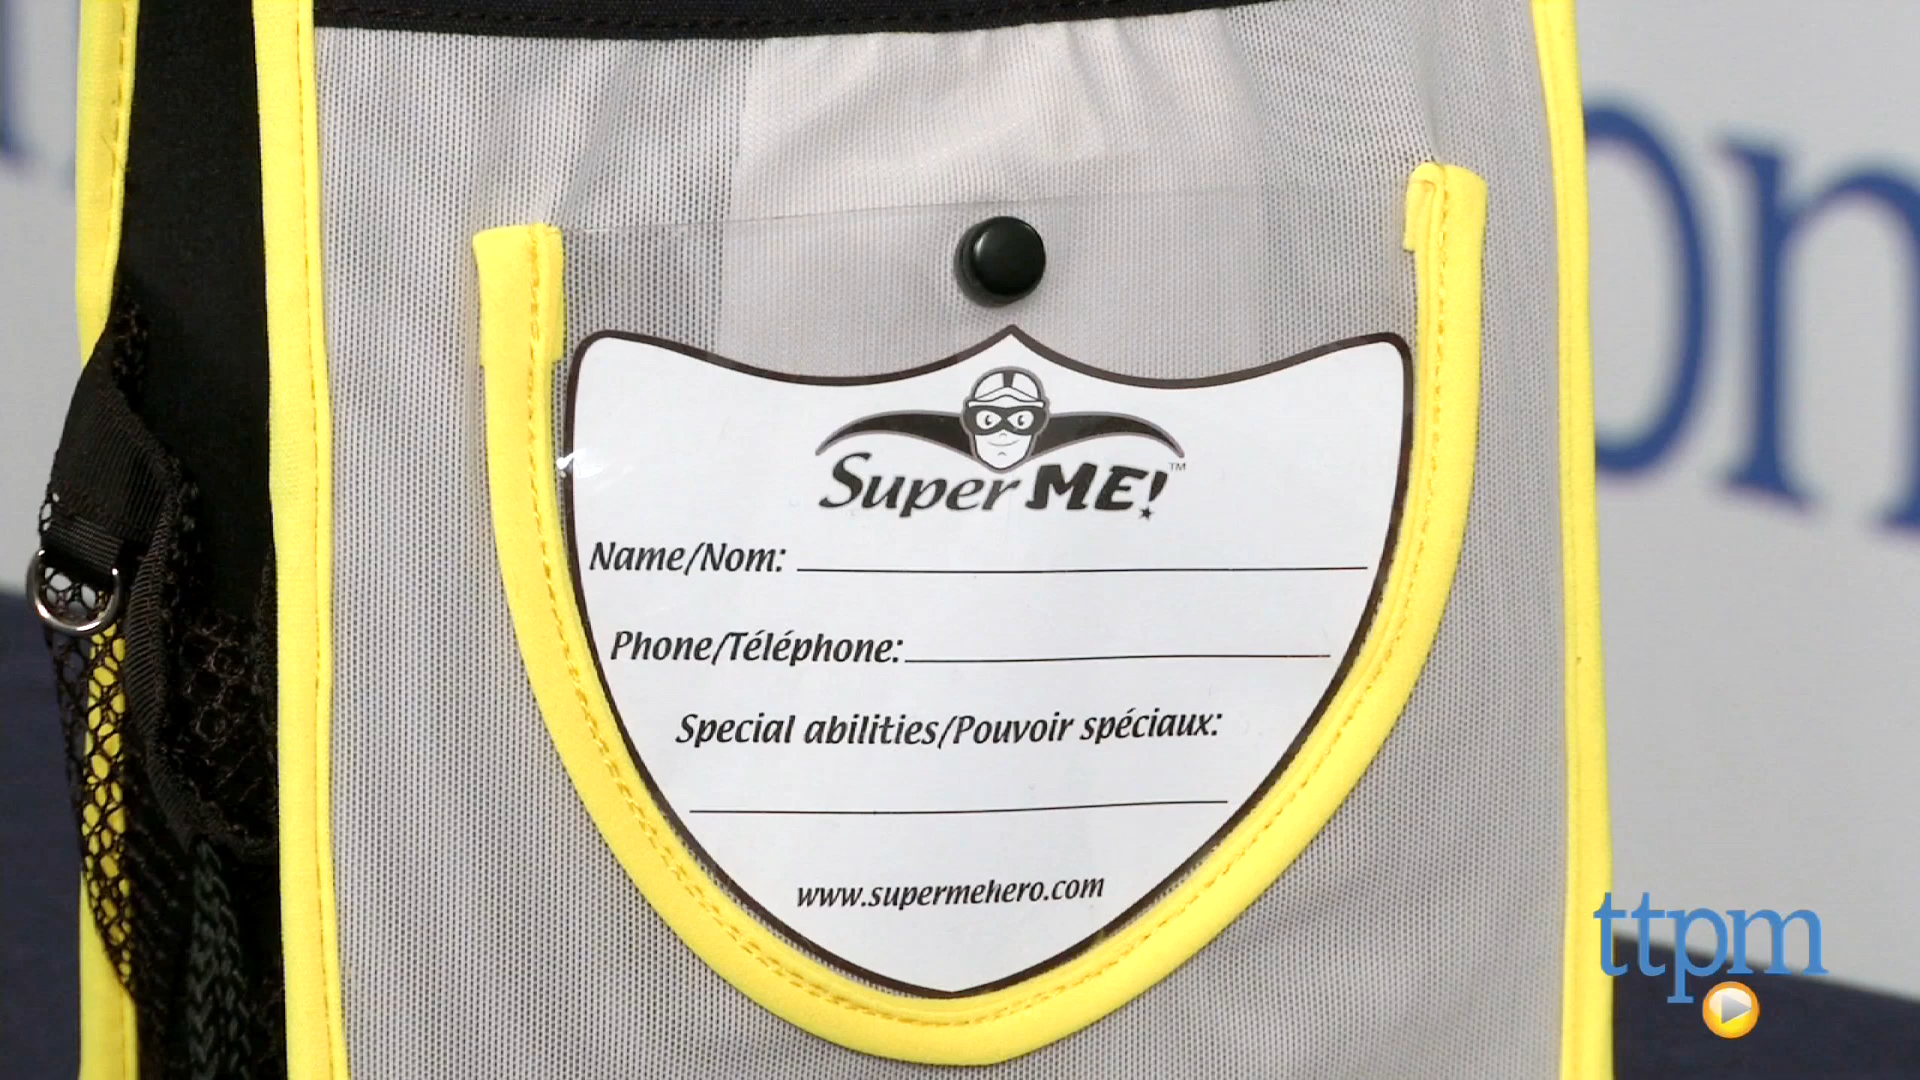 Super ME!™
Name/Nom:
Phone/Téléphone:
Special abilities/Pouvoir spéciaux:
www.supermehero.com
ttpm